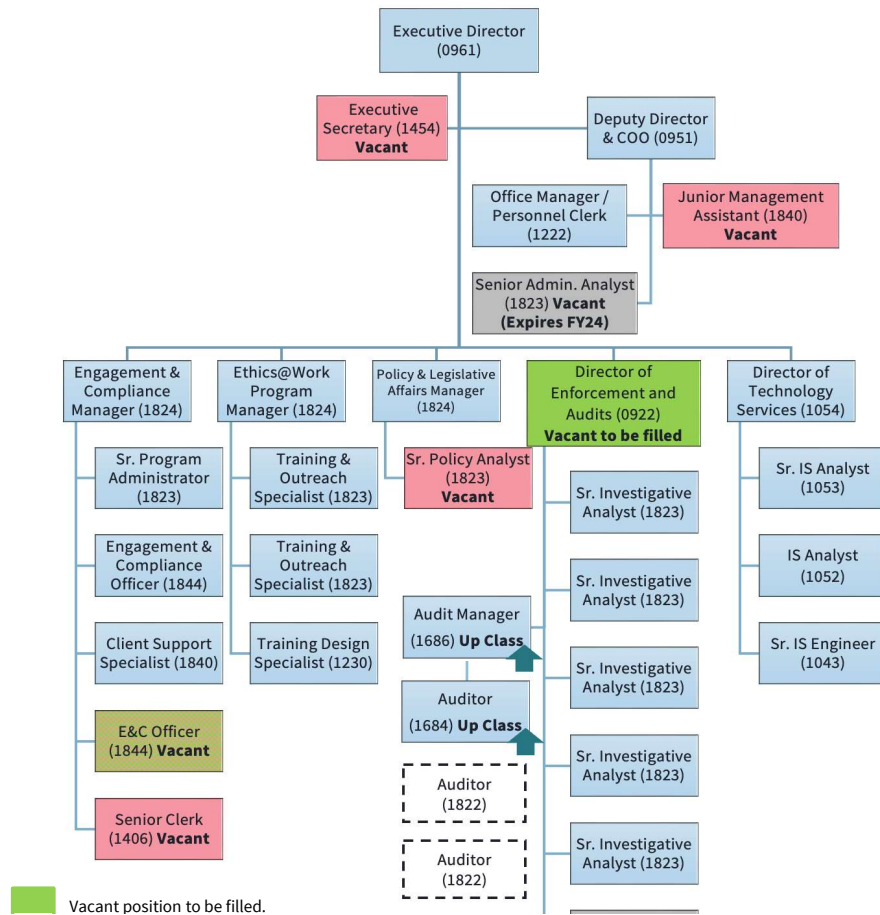 Executive Director
(0961)
Executive
Secretary (1454)
Vacant
Deputy Director
& COO (0951)
Office Manager /
Personnel Clerk
(1222)
Junior Management
Assistant (1840)
Vacant
Senior Admin. Analyst
(1823) Vacant
(Expires FY24)
Engagement &
Compliance
Manager (1824)
Ethics@Work
Program
Manager (1824)
Policy & Legislative
Affairs Manager
(1824)
Director of
Enforcement and
Audits (0922)
Vacant to be filled
Director of
Technology
Services (1054)
Sr. Program
Administrator
(1823)
Engagement &
Compliance
Officer (1844)
Client Support
Specialist (1840)
E&C Officer
(1844) Vacant
Senior Clerk
(1406) Vacant
Training &
Outreach
Specialist (1823)
Training &
Outreach
Specialist (1823)
Training Design
Specialist (1230)
Sr. Policy Analyst
(1823)
Vacant
Audit Manager
(1686) Up Class
Auditor
(1684) Up Class
Auditor
(1822)
Auditor
(1822)
Sr. Investigative
Analyst (1823)
Sr. Investigative
Analyst (1823)
Sr. Investigative
Analyst (1823)
Sr. Investigative
Analyst (1823)
Sr. Investigative
Analyst (1823)
Sr. IS Analyst
(1053)
IS Analyst
(1052)
Sr. IS Engineer
(1043)
Vacant position to be filled.